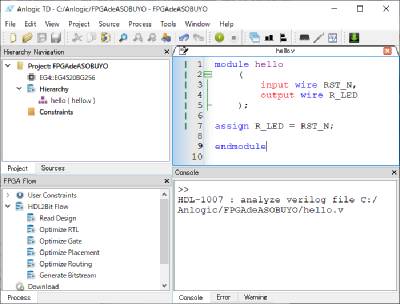 Anlogic TD - C:/Anlogic/FPGAdeASOBUYO/FPGAdeASOBUYO
File Edit View Project Source Process Tools Window Help
Hierarchy Navigation
Project: FPGAdeASOBUYO
EG4:EG4S20BG256
Hierarchy
hello ( hello.v )
Constraints
Project Sources
FPGA Flow
User Constraints
HDL2Bit Flow
Read Design
Optimize RTL
Optimize Gate
Optimize Placement
Optimize Routing
Generate Bitstream
Download
Process
hello.v
1 module hello
2 (
3 input wire RST_N,
4 output wire R_LED
5 );
6
7 assign R_LED = RST_N;
8
9 endmodule
10
Console
>>
HDL-1007 : analyze verilog file C:/
Anlogic/FPGAdeASOBUYO/hello.v
Console Error Warning